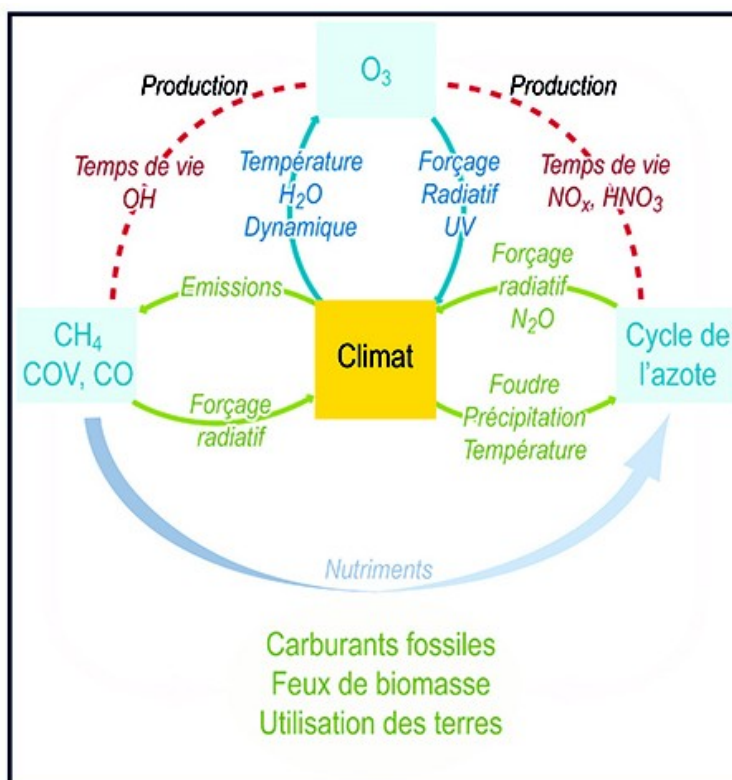 O₃
Production
Production
Temps de vie
OH
Température
H₂O
Dynamique
Forçage
Radiatif
UV
Temps de vie
NOₓ, HNO₃
Emissions
Forçage
radiatif
N₂O
CH₄
COV, CO
Climat
Cycle de
l'azote
Forçage
radiatif
Foudre
Précipitation
Température
Nutriments
Carburants fossiles
Feux de biomasse
Utilisation des terres